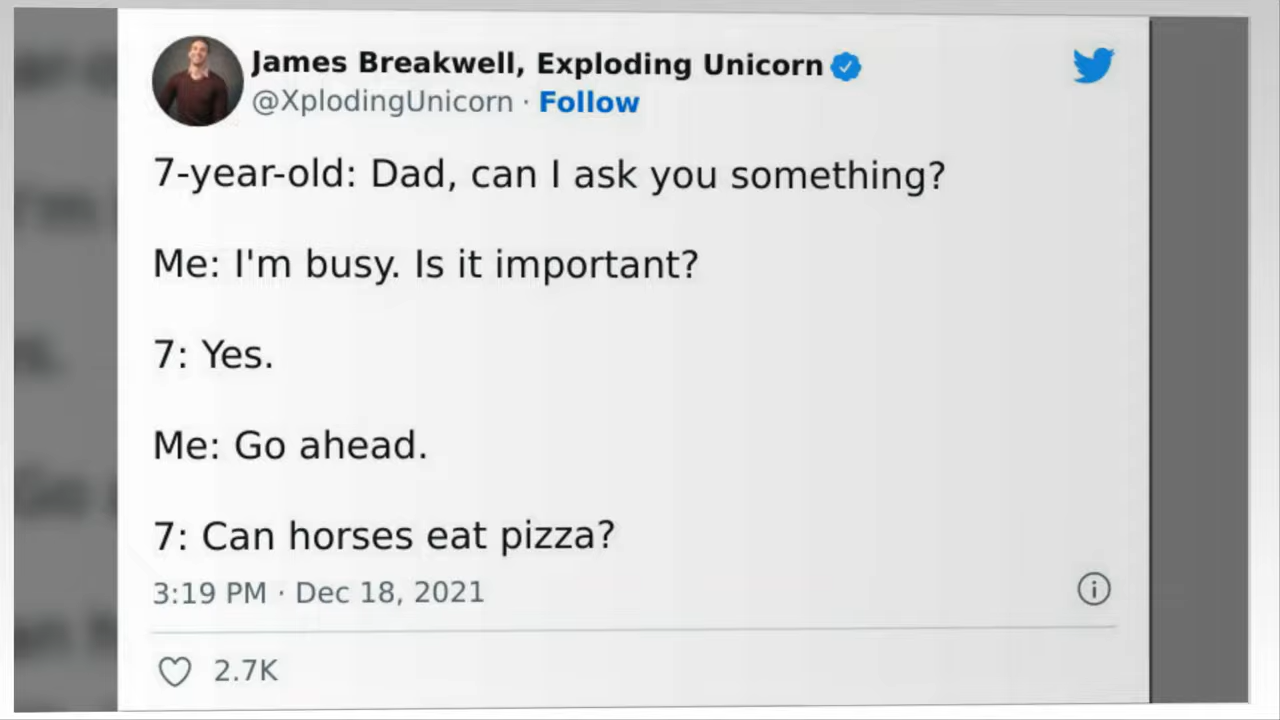 James Breakwell, Exploding Unicorn
@XplodingUnicorn · Follow
7-year-old: Dad, can I ask you something?
Me: I'm busy. Is it important?
7: Yes.
Me: Go ahead.
7: Can horses eat pizza?
3:19 PM · Dec 18, 2021
2.7K